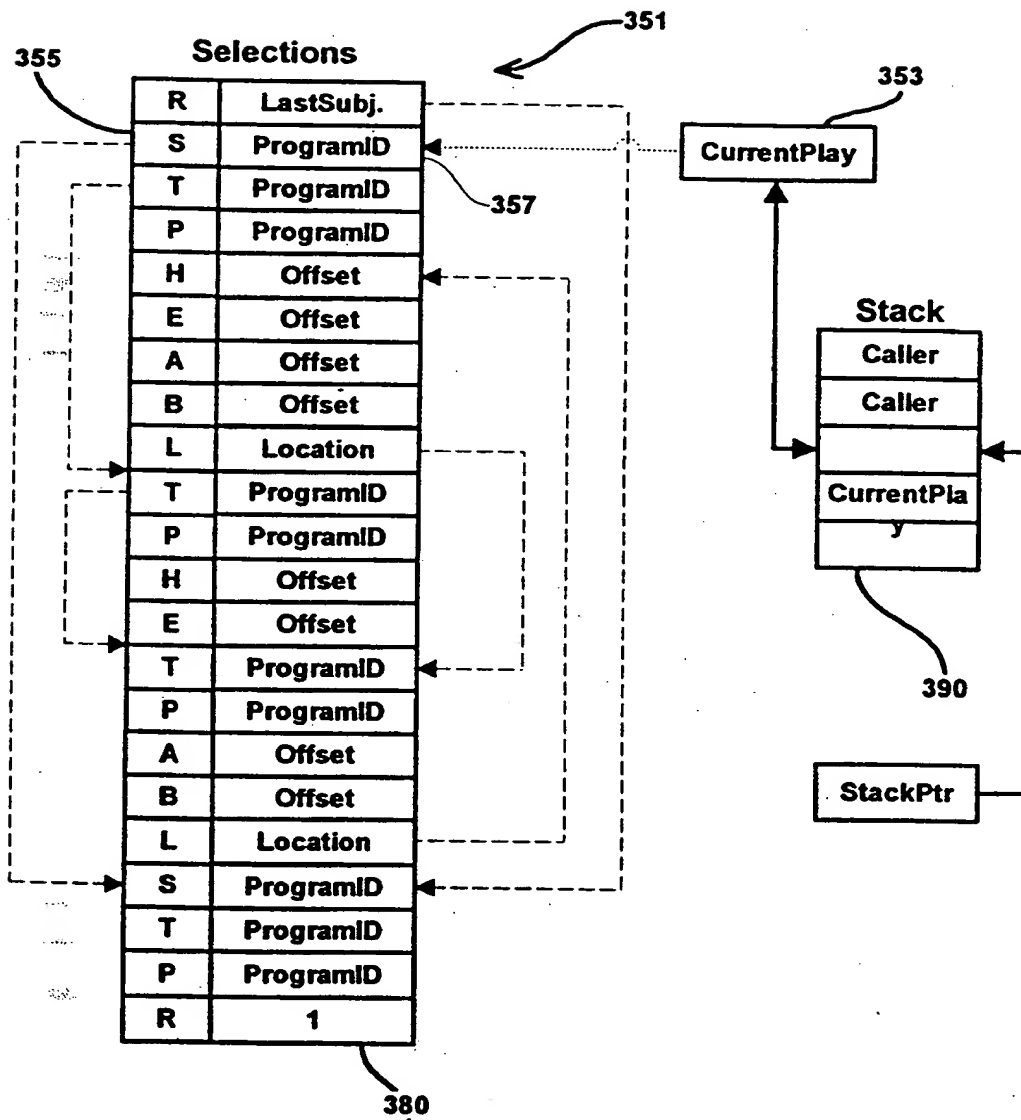 351
355
Selections
353
R LastSubj.
S ProgramID
CurrentPlay
T ProgramID
357
P ProgramID
H Offset
E Offset
Stack
A Offset
Caller
B Offset
Caller
L Location
T ProgramID
CurrentPla
y
P ProgramID
H Offset
E Offset
T ProgramID
390
P ProgramID
A Offset
B Offset
StackPtr
L Location
S ProgramID
T ProgramID
P ProgramID
R 1
380